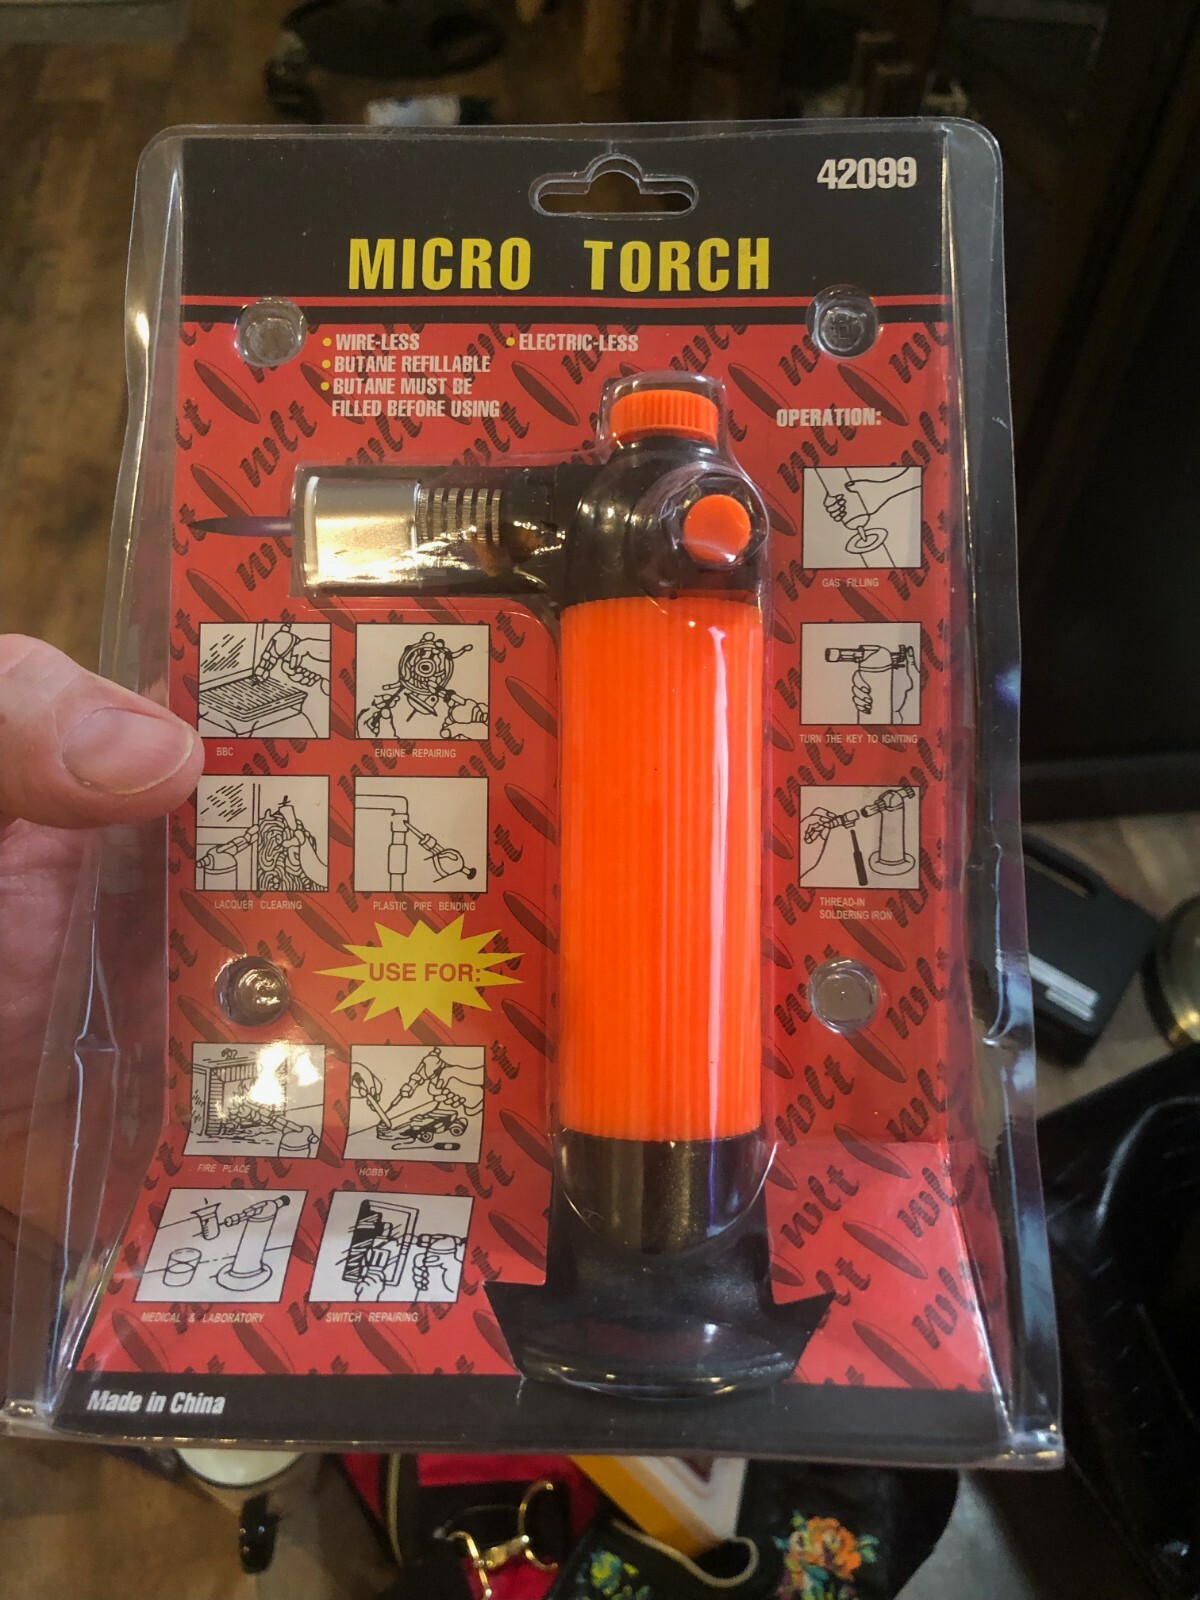 42099
MICRO TORCH
• WIRE-LESS
• ELECTRIC-LESS
• BUTANE REFILLABLE
• BUTANE MUST BE
FILLED BEFORE USING
OPERATION:
GAS FILLING
TURN THE KEY TO IGNITING
THREAD-IN
SOLDERING IRON
BBC
ENGINE REPAIRING
LACQUER CLEARING
PLASTIC PIPE BENDING
USE FOR:
FIRE PLACE
HOBBY
MEDICAL & LABORATORY
SWITCH REPAIRING
Made in China
wlt